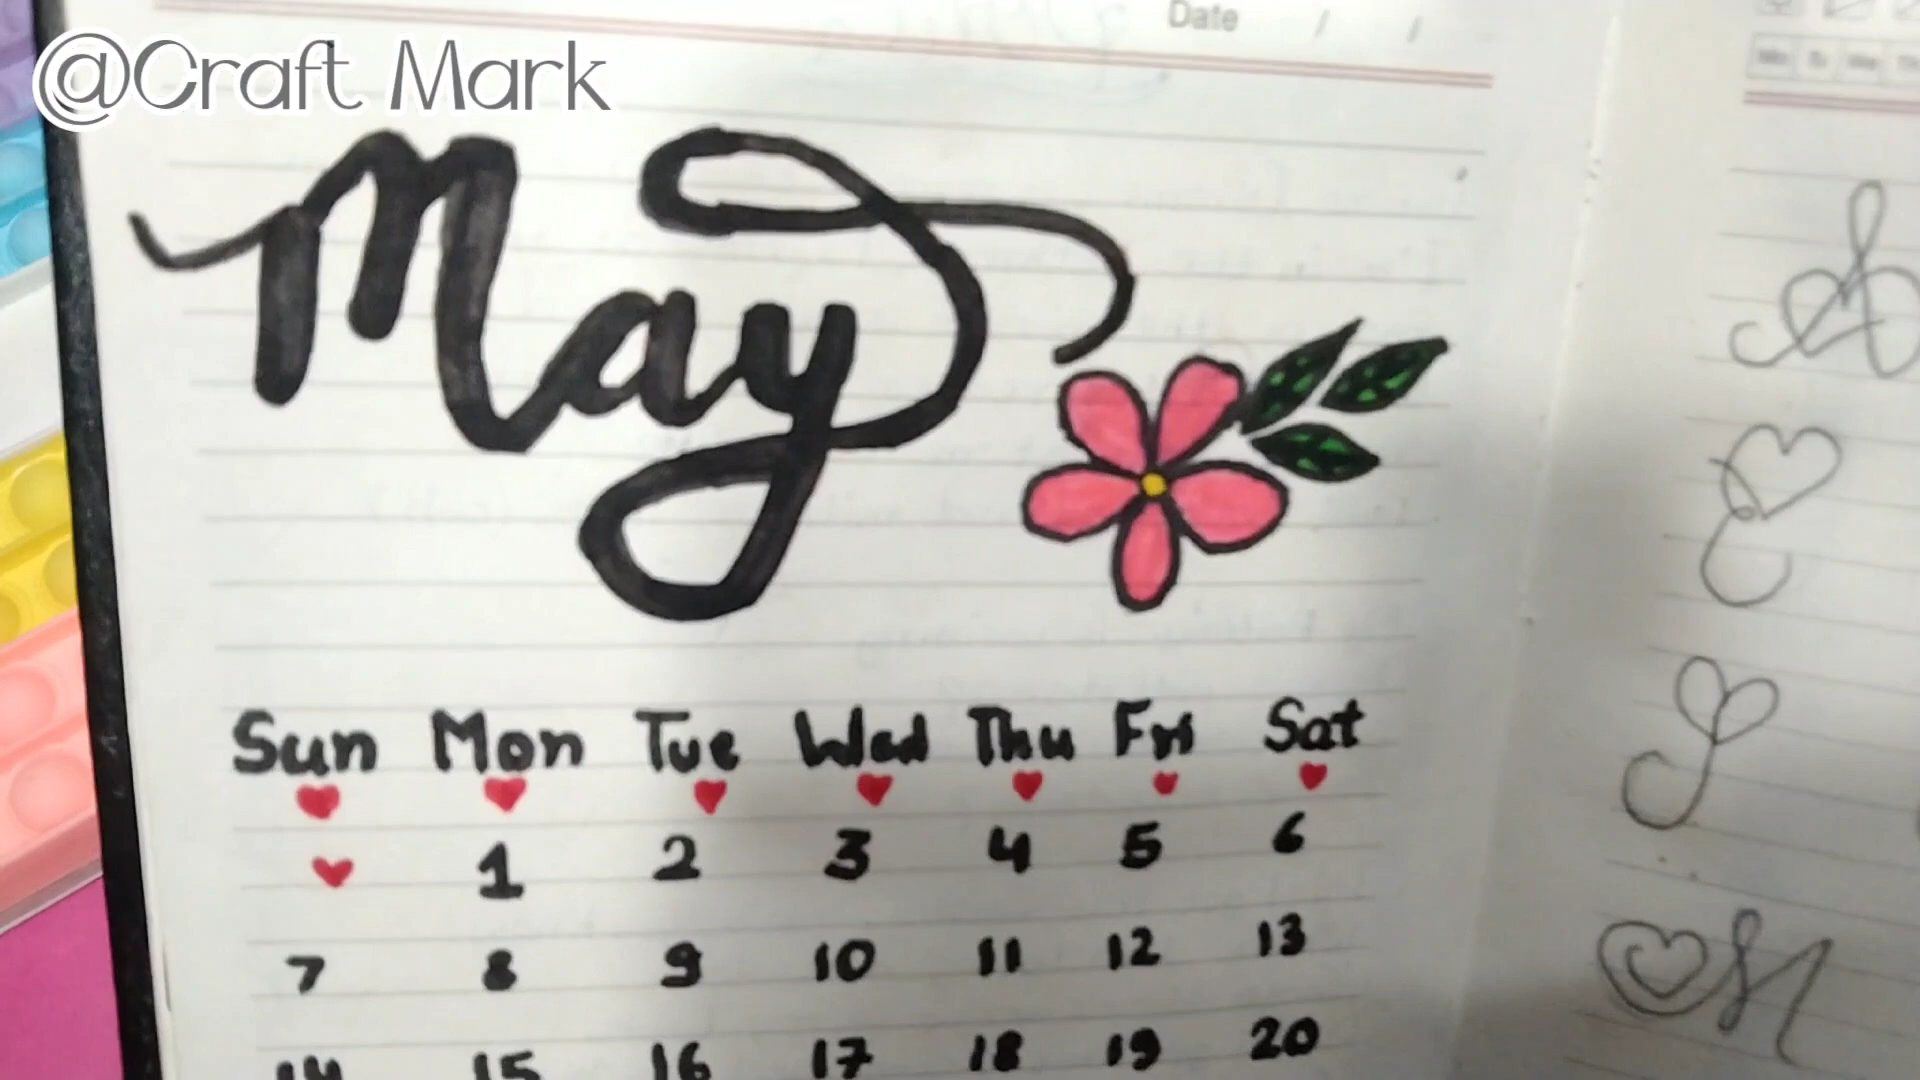 @Craft Mark
Date / /
May
Sun Mon Tue Wed Thu Fri Sat
1 2 3 4 5 6
7 8 9 10 11 12 13
14 15 16 17 18 19 20